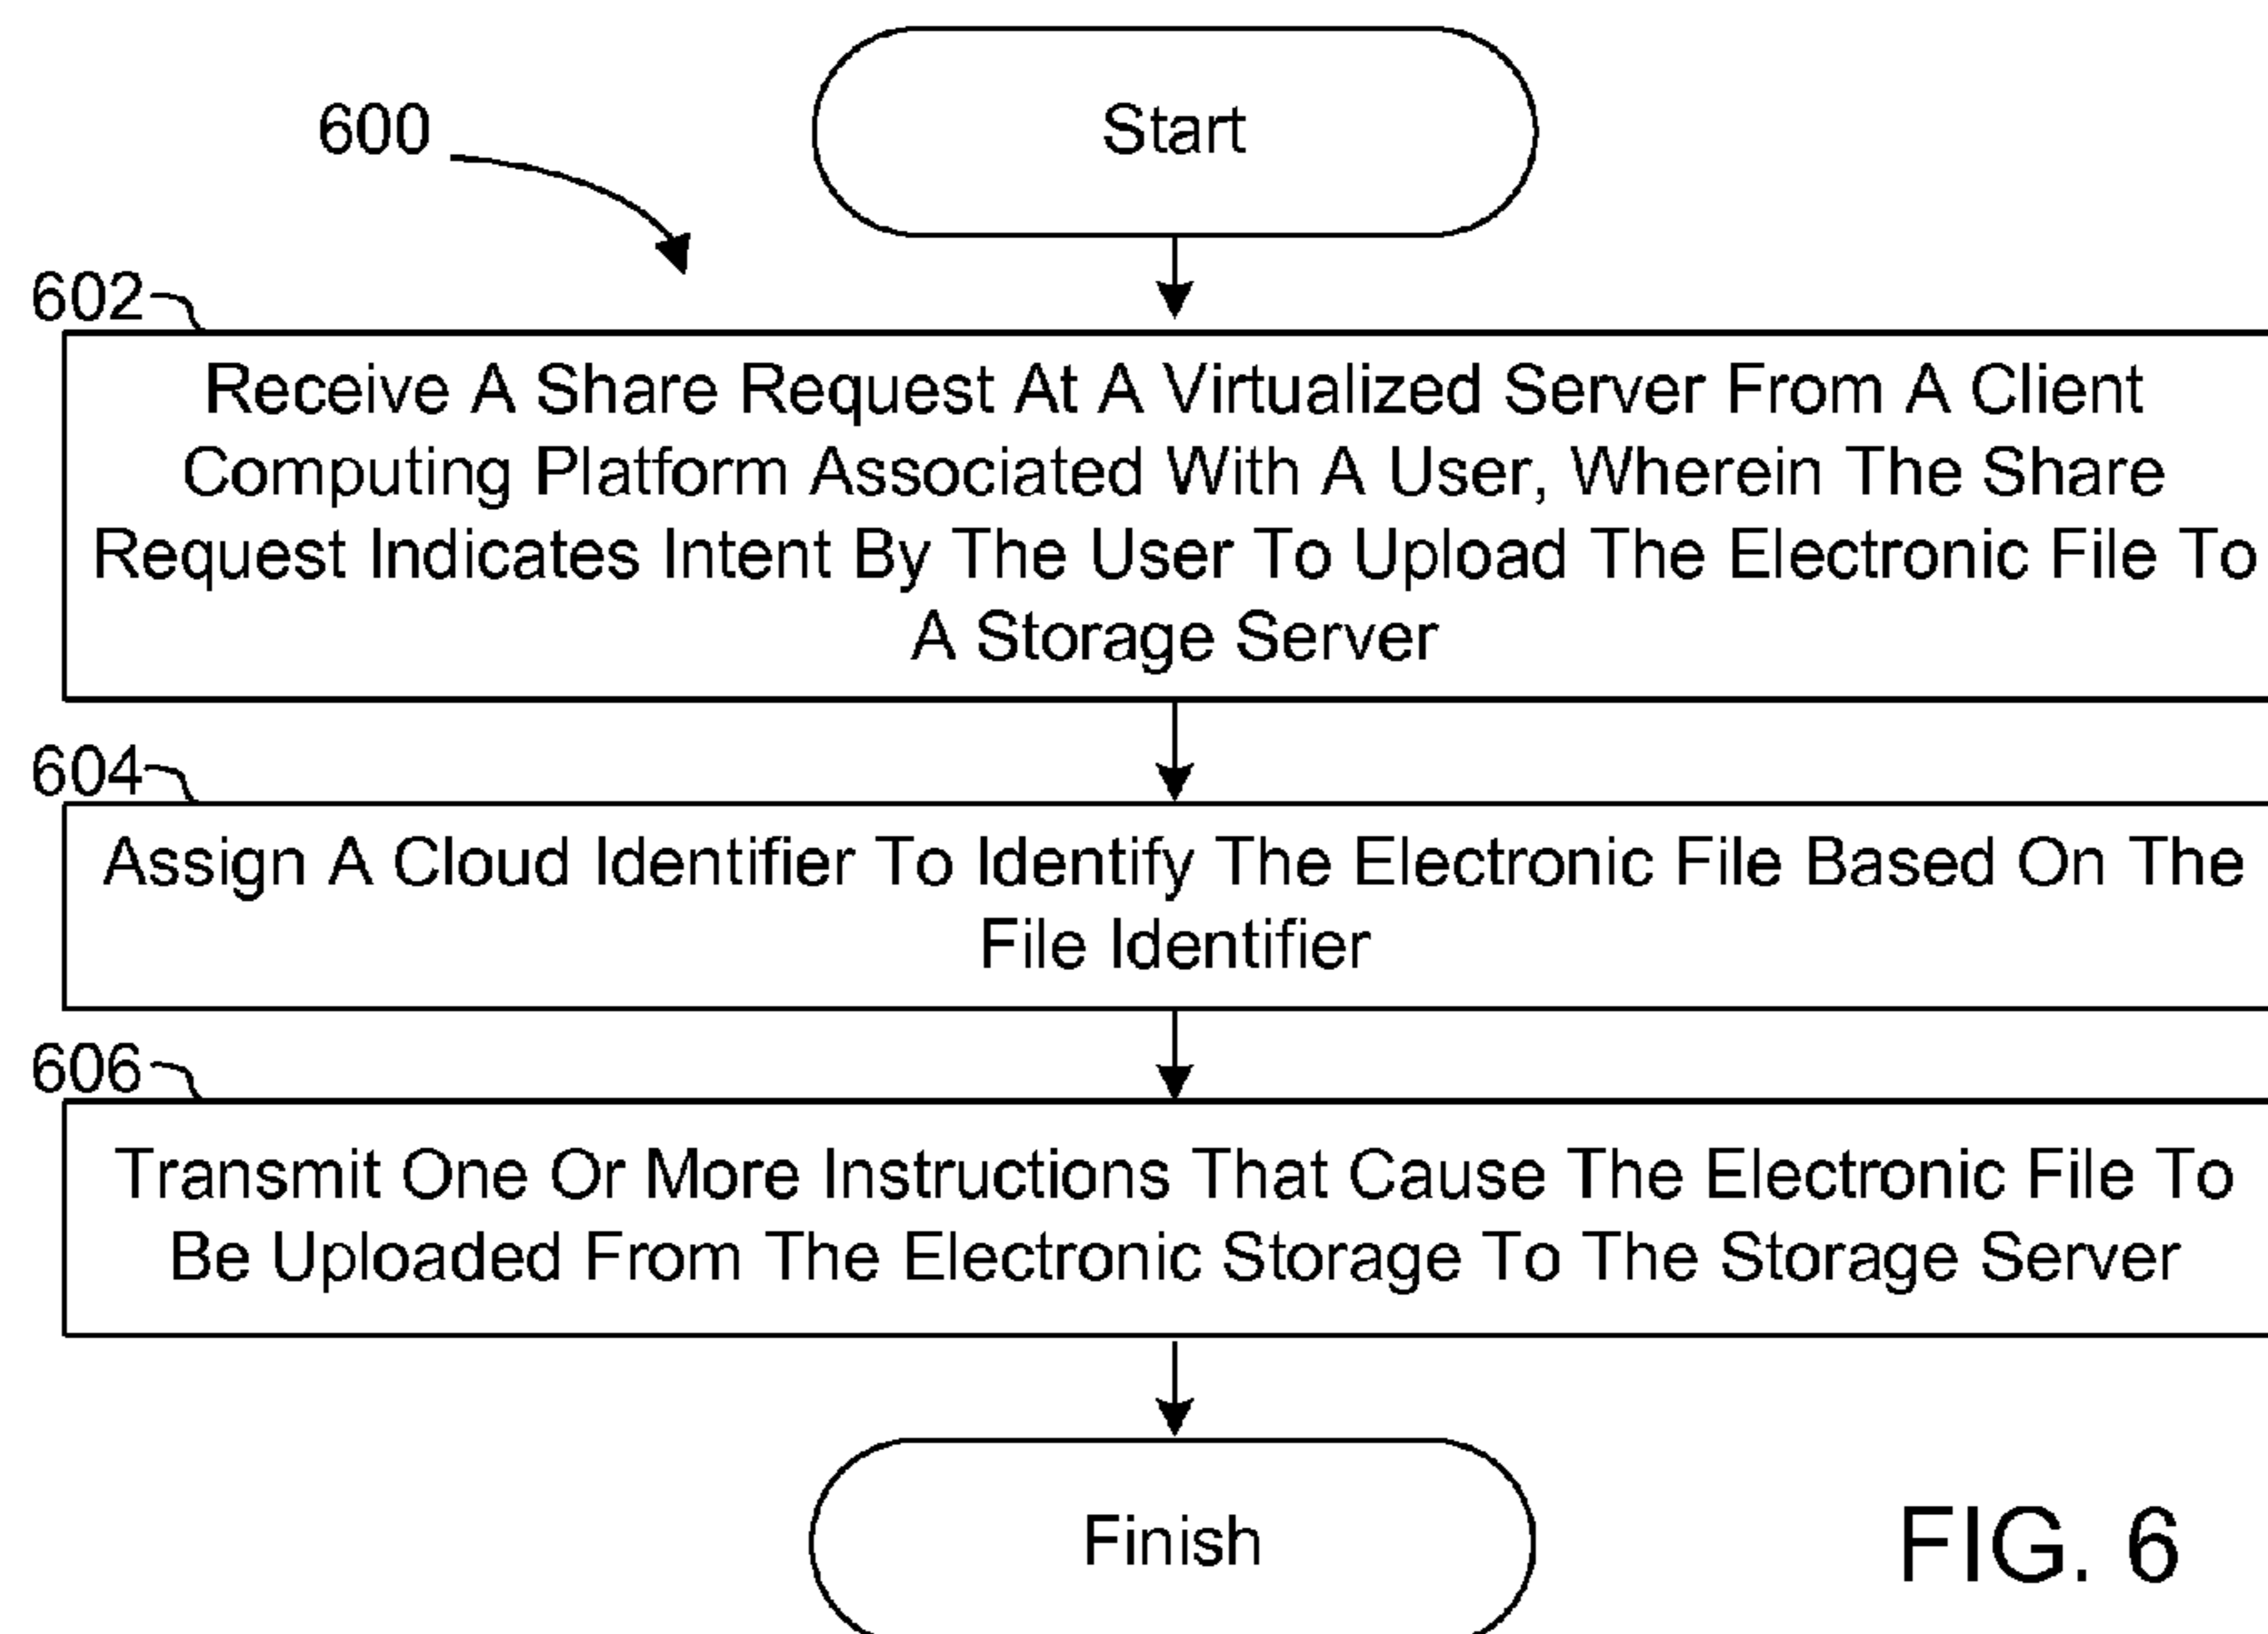 Start
600
602
Receive A Share Request At A Virtualized Server From A Client
Computing Platform Associated With A User, Wherein The Share
Request Indicates Intent By The User To Upload The Electronic File To
A Storage Server
604
Assign A Cloud Identifier To Identify The Electronic File Based On The
File Identifier
606
Transmit One Or More Instructions That Cause The Electronic File To
Be Uploaded From The Electronic Storage To The Storage Server
Finish
FIG. 6